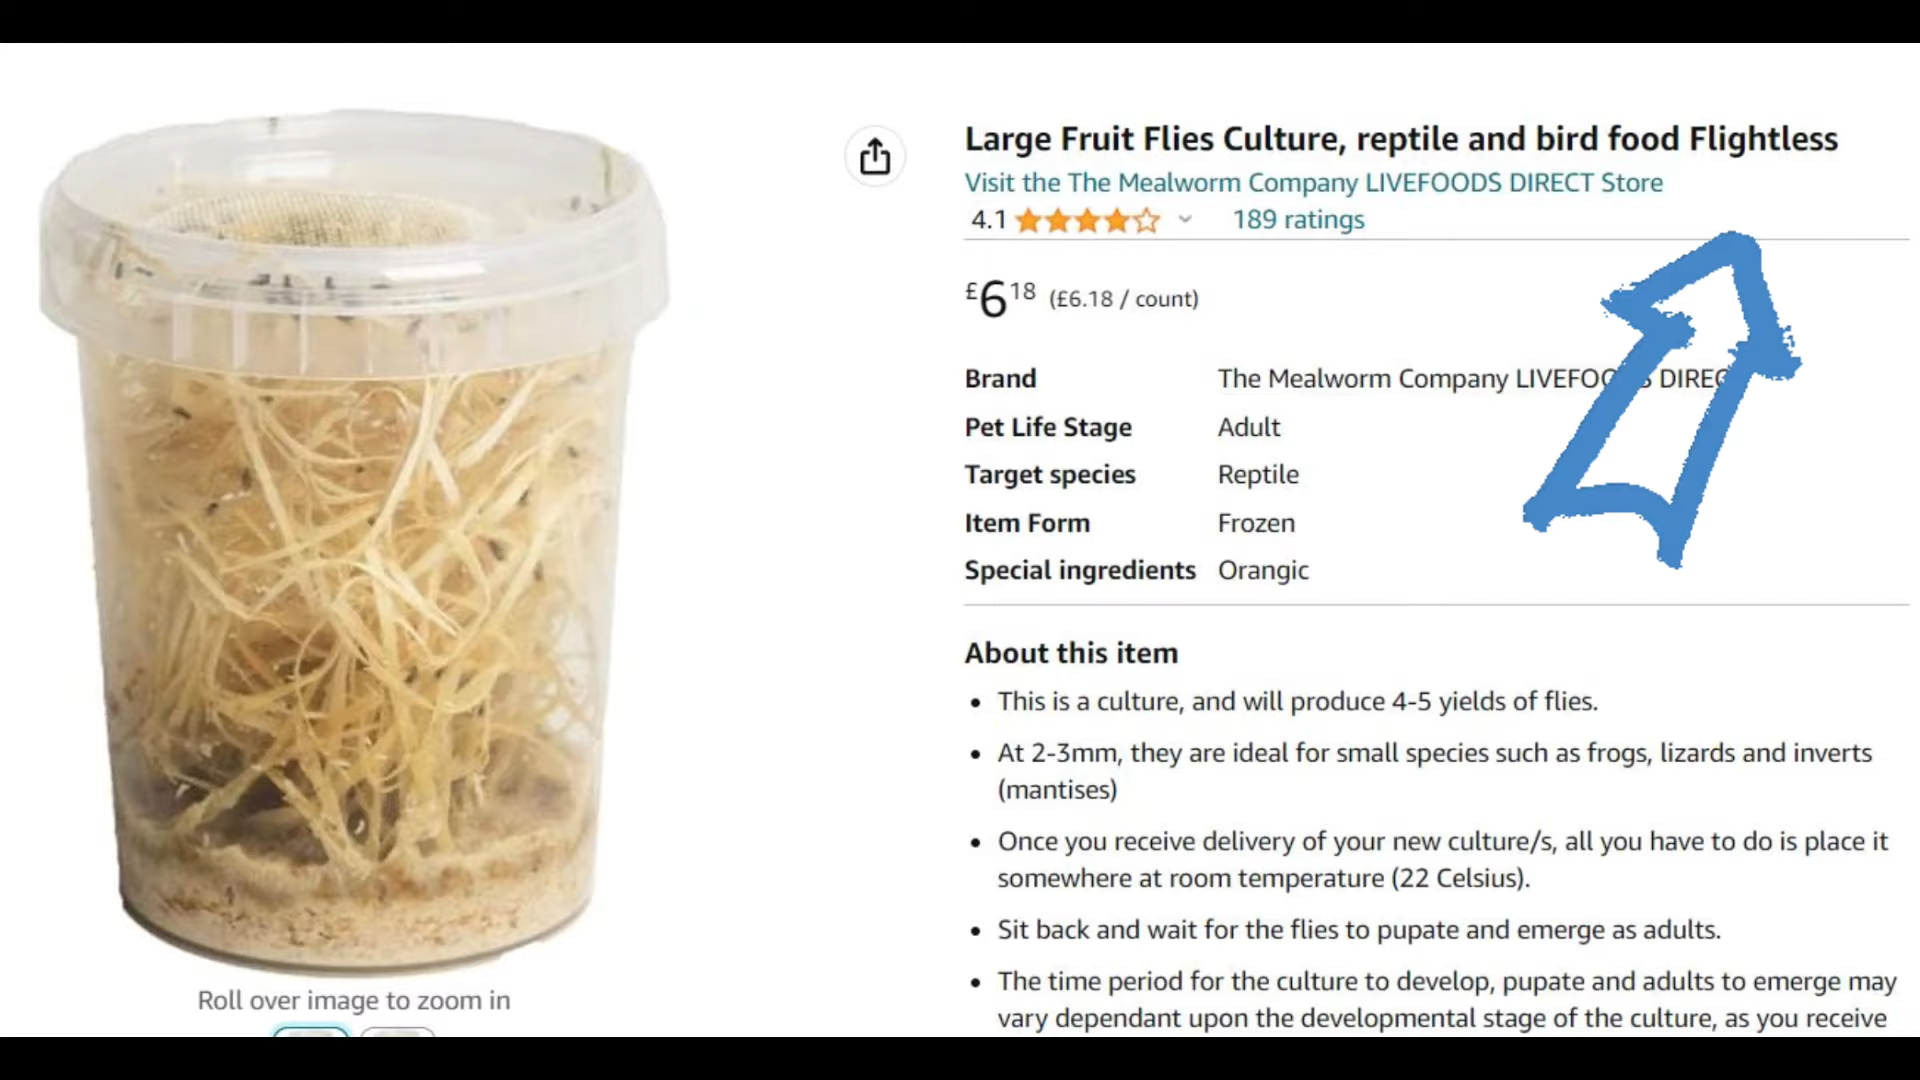 Large Fruit Flies Culture, reptile and bird food Flightless
Visit the The Mealworm Company LIVEFOODS DIRECT Store
4.1 189 ratings
£6.18 (£6.18 / count)
Brand The Mealworm Company
Pet Life Stage Adult
Target species Reptile
Item Form Frozen
Special ingredients Orangic
About this item
• This is a culture, and will produce 4-5 yields of flies.
• At 2-3mm, they are ideal for small species such as frogs, lizards and inverts
(mantises)
• Once you receive delivery of your new culture/s, all you have to do is place it
somewhere at room temperature (22 Celsius).
• Sit back and wait for the flies to pupate and emerge as adults.
• The time period for the culture to develop, pupate and adults to emerge may
vary dependant upon the developmental stage of the culture, as you receive
Roll over image to zoom in